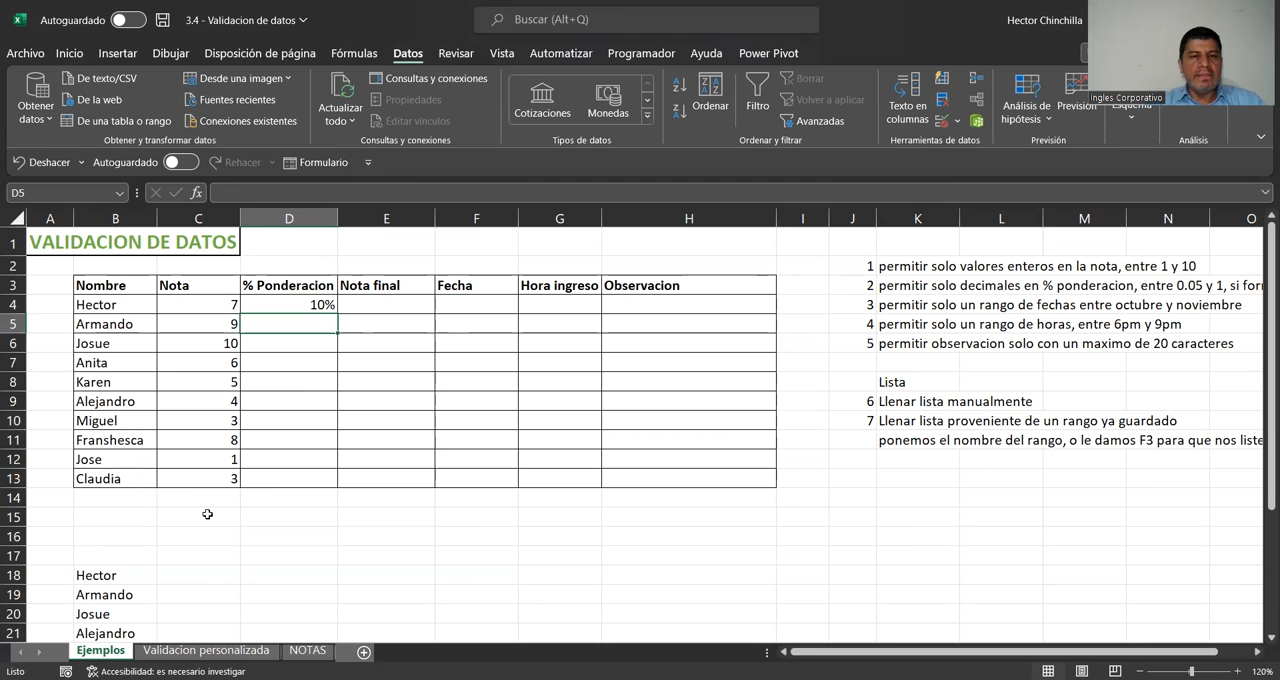 Autoguardado
3.4 - Validacion de datos
Buscar (Alt+Q)
Hector Chinchilla
Archivo Inicio Insertar Dibujar Disposición de página Fórmulas Datos Revisar Vista Automatizar Programador Ayuda Power Pivot
Obtener datos
De texto/CSV
De la web
De una tabla o rango
Desde una imagen
Fuentes recientes
Conexiones existentes
Obtener y transformar datos
Actualizar todo
Consultas y conexiones
Propiedades
Editar vínculos
Consultas y conexiones
Cotizaciones
Monedas
Tipos de datos
Ordenar
Filtro
Borrar
Volver a aplicar
Avanzadas
Ordenar y filtrar
Texto en columnas
Herramientas de datos
Análisis de hipótesis
Previsión
Análisis
Ingles Corporativo
Deshacer Autoguardado Rehacer Formulario
D5
fx
A B C D E F G H I J K L M N O
1 VALIDACION DE DATOS
2 1 permitir solo valores enteros en la nota, entre 1 y 10
3 Nombre Nota % Ponderacion Nota final Fecha Hora ingreso Observacion 2 permitir solo decimales en % ponderacion, entre 0.05 y 1, si for
4 Hector 7 10% 3 permitir solo un rango de fechas entre octubre y noviembre
5 Armando 9 4 permitir solo un rango de horas, entre 6pm y 9pm
6 Josue 10 5 permitir observacion solo con un maximo de 20 caracteres
7 Anita 6
8 Karen 5 Lista
9 Alejandro 4 6 Llenar lista manualmente
10 Miguel 3 7 Llenar lista proveniente de un rango ya guardado
11 Franshesca 8 ponemos el nombre del rango, o le damos F3 para que nos liste
12 Jose 1
13 Claudia 3
14
15
16
17
18 Hector
19 Armando
20 Josue
21 Alejandro
Ejemplos Validacion personalizada NOTAS
Listo Accesibilidad: es necesario investigar 120%